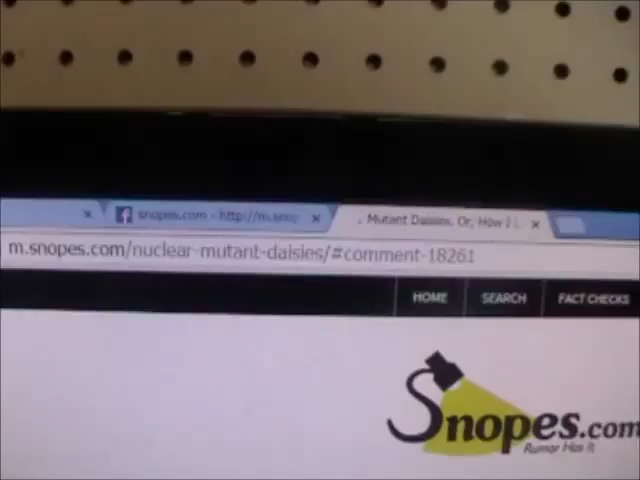 snopes.com - http://m.snop
. Mutant Daisies, Or, How I L
m.snopes.com/nuclear-mutant-daisies/#comment-18261
HOME SEARCH FACT CHECKS
Snopes.com
Rumor Has It